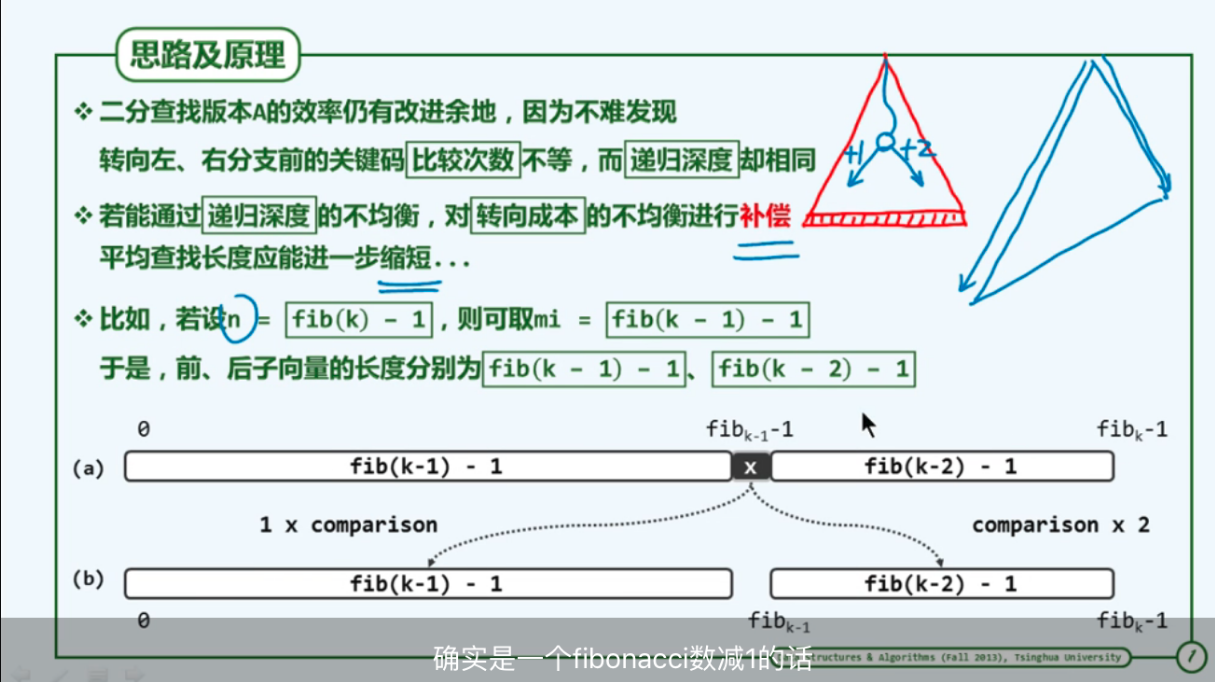 思路及原理
❖ 二分查找版本A的效率仍有改进余地，因为不难发现
转向左、右分支前的关键码 比较次数 不等，而 递归深度 却相同
❖ 若能通过 递归深度 的不均衡，对 转向成本 的不均衡进行补偿
平均查找长度应能进一步缩短...
+1 +2
❖ 比如，若设n = fib(k) - 1，则可取mi = fib(k - 1) - 1
于是，前、后子向量的长度分别为 fib(k - 1) - 1、fib(k - 2) - 1
0 fibk-1-1 fibk-1
(a) fib(k-1) - 1 x fib(k-2) - 1
1 x comparison comparison x 2
(b) fib(k-1) - 1 fib(k-2) - 1
0 fibk-1 fibk-1
确实是一个fibonacci数减1的话
tructures & Algorithms (Fall 2013), Tsinghua University
7